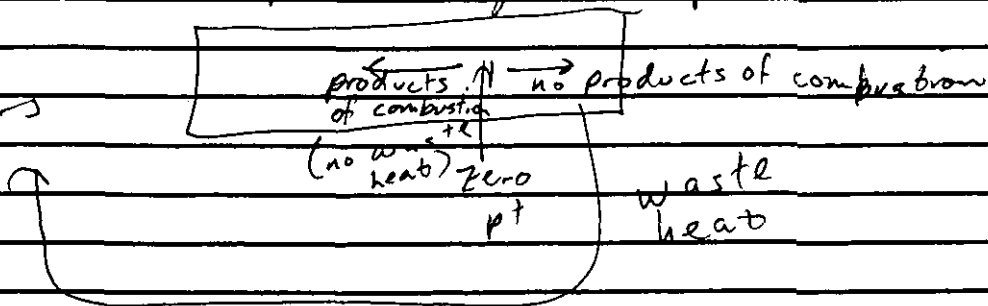 products no products of combustion
of combustion
(no waste
heat) zero waste
pt heat